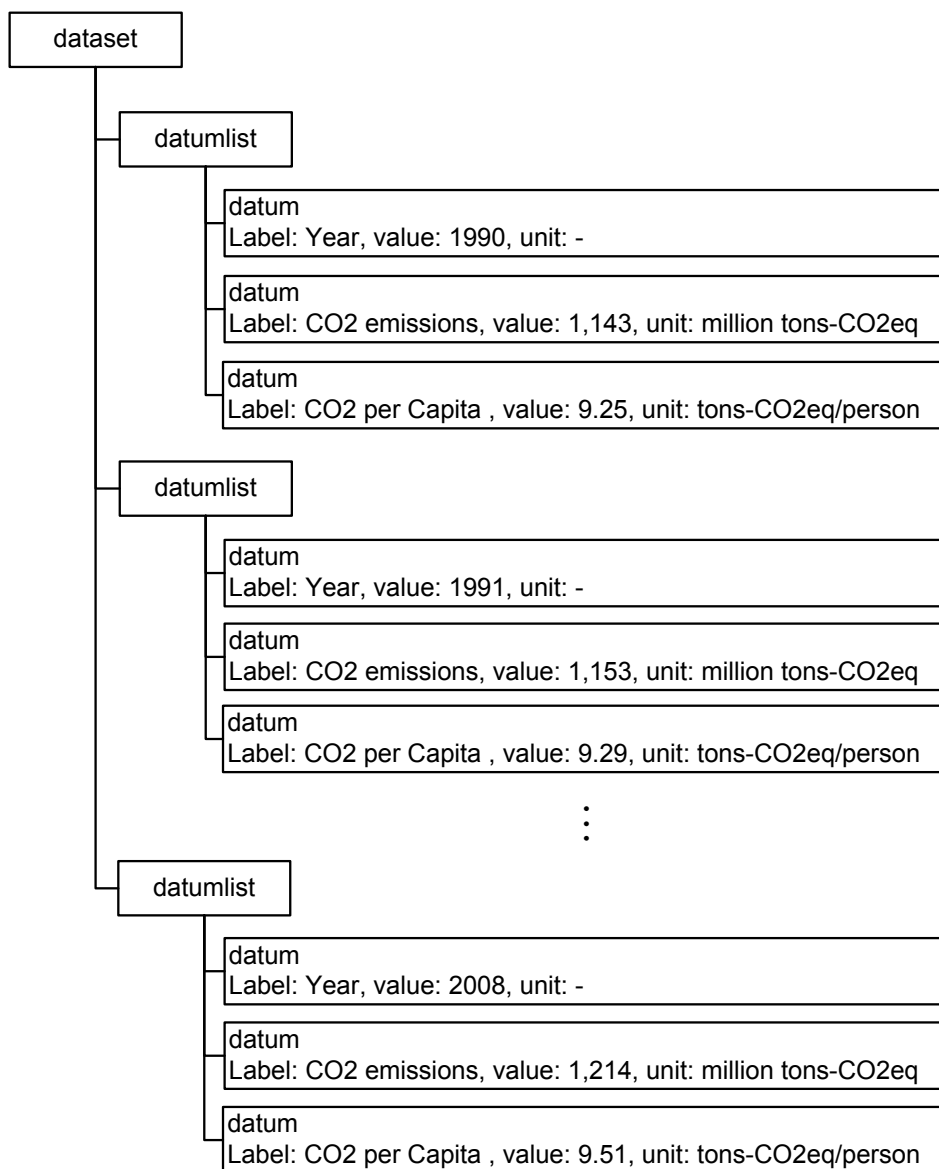 dataset
datumlist
datum
Label: Year, value: 1990, unit: -
datum
Label: CO2 emissions, value: 1,143, unit: million tons-CO2eq
datum
Label: CO2 per Capita , value: 9.25, unit: tons-CO2eq/person
datumlist
datum
Label: Year, value: 1991, unit: -
datum
Label: CO2 emissions, value: 1,153, unit: million tons-CO2eq
datum
Label: CO2 per Capita , value: 9.29, unit: tons-CO2eq/person
⋮
datumlist
datum
Label: Year, value: 2008, unit: -
datum
Label: CO2 emissions, value: 1,214, unit: million tons-CO2eq
datum
Label: CO2 per Capita , value: 9.51, unit: tons-CO2eq/person